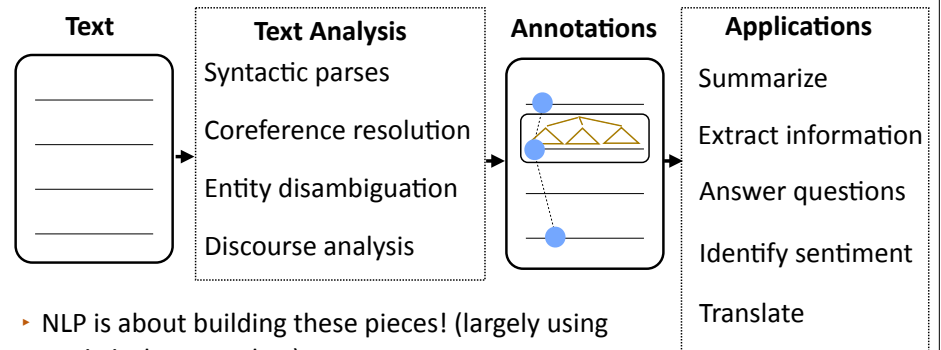 Text
Text Analysis
Annotations
Applications
Syntactic parses
Coreference resolution
Entity disambiguation
Discourse analysis
Summarize
Extract information
Answer questions
Identify sentiment
Translate
‣ NLP is about building these pieces! (largely using